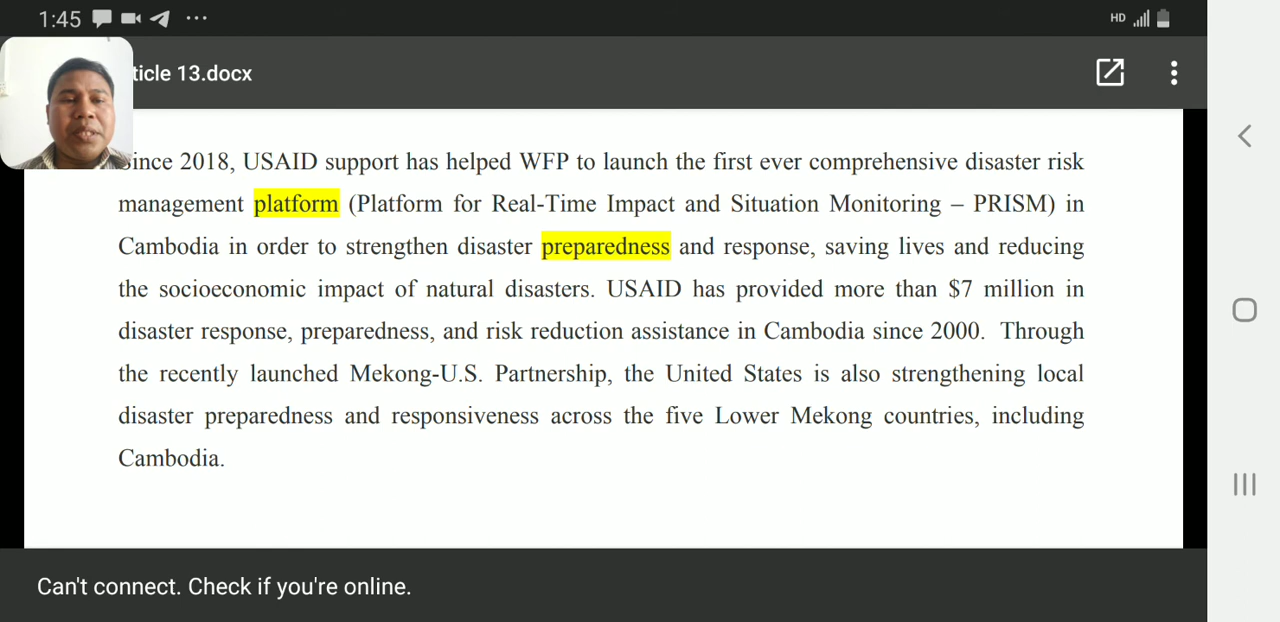 1:45
HD
ticle 13.docx
ince 2018, USAID support has helped WFP to launch the first ever comprehensive disaster risk
management platform (Platform for Real-Time Impact and Situation Monitoring – PRISM) in
Cambodia in order to strengthen disaster preparedness and response, saving lives and reducing
the socioeconomic impact of natural disasters. USAID has provided more than $7 million in
disaster response, preparedness, and risk reduction assistance in Cambodia since 2000. Through
the recently launched Mekong-U.S. Partnership, the United States is also strengthening local
disaster preparedness and responsiveness across the five Lower Mekong countries, including
Cambodia.
Can't connect. Check if you're online.